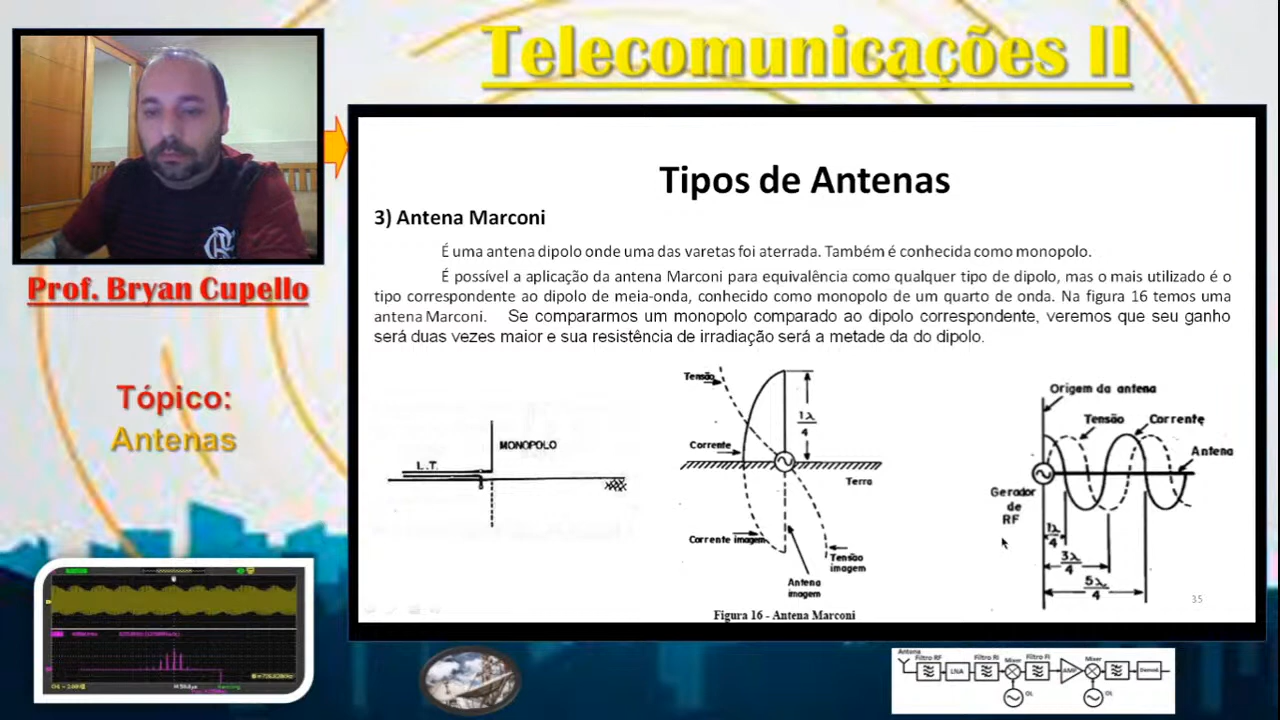 Telecomunicações II
Prof. Bryan Cupello
Tópico:
Antenas
Tipos de Antenas
3) Antena Marconi
É uma antena dipolo onde uma das varetas foi aterrada. Também é conhecida como monopolo.
É possível a aplicação da antena Marconi para equivalência com qualquer tipo de dipolo, mas o mais utilizado é o
tipo correspondente ao dipolo de meia-onda, conhecido como monopolo de um quarto de onda. Na figura 16 temos uma
antena Marconi. Se compararmos um monopolo comparado ao dipolo correspondente, veremos que seu ganho
será duas vezes maior e sua resistência de irradiação será a metade da do dipolo.
MONOPOLO
L.T.
Tensão
1λ
4
Corrente
Terra
Corrente imagem
Tensão
imagem
Antena
imagem
Figura 16 - Antena Marconi
Origem da antena
Tensão
Corrente
Antena
Gerador
de
RF
1λ
4
3λ
4
5λ
4
35
Antena
Filtro RF
LNA
Filtro RI
Mixer
Filtro FI
AMP
Mixer
Demod.
OL
OL